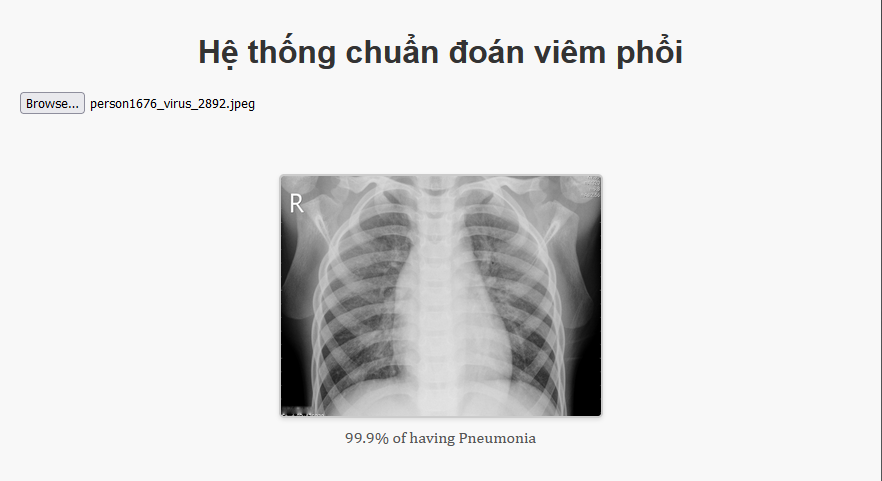 Hệ thống chuẩn đoán viêm phổi
Browse... person1676_virus_2892.jpeg
R
99.9% of having Pneumonia